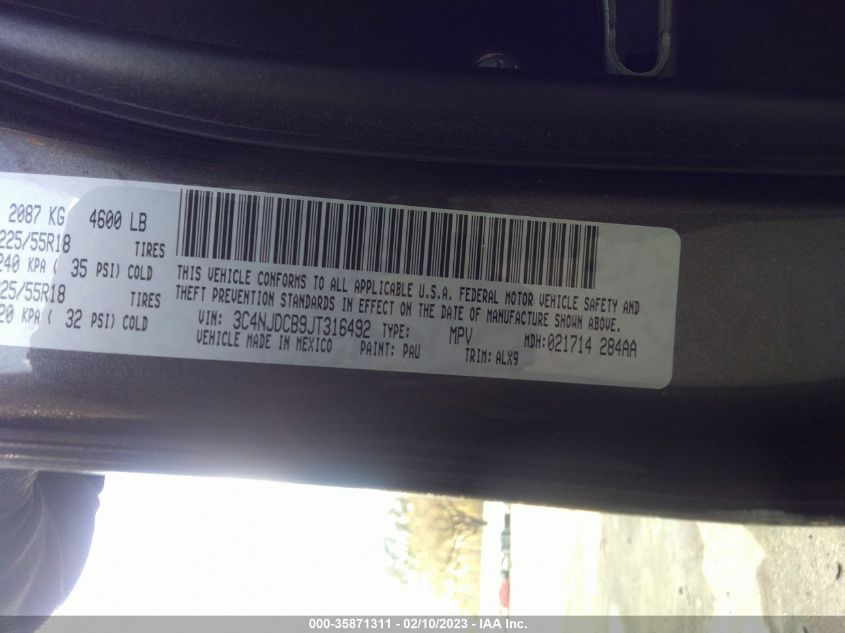 2087 KG 4600 LB
225/55R18 TIRES
240 KPA ( 35 PSI) COLD
225/55R18 TIRES
220 KPA ( 32 PSI) COLD
THIS VEHICLE CONFORMS TO ALL APPLICABLE U.S.A. FEDERAL MOTOR VEHICLE SAFETY AND
THEFT PREVENTION STANDARDS IN EFFECT ON THE DATE OF MANUFACTURE SHOWN ABOVE.
VIN: 3C4NJDCB9JT316492 TYPE: MPV MDH:021714 284AA
VEHICLE MADE IN MEXICO PAINT: PAU TRIM: ALX9
000-35871311 — 02/10/2023 — IAA Inc.